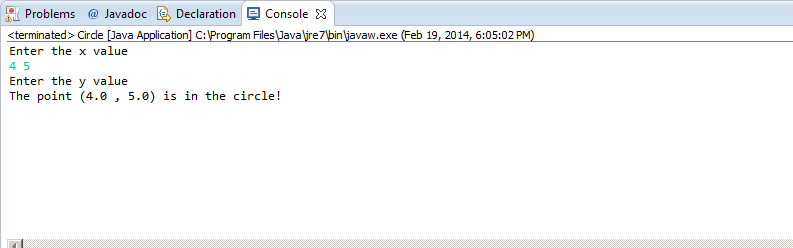 Problems @ Javadoc Declaration Console
<terminated> Circle [Java Application] C:\Program Files\Java\jre7\bin\javaw.exe (Feb 19, 2014, 6:05:02 PM)
Enter the x value
4 5
Enter the y value
The point (4.0 , 5.0) is in the circle!